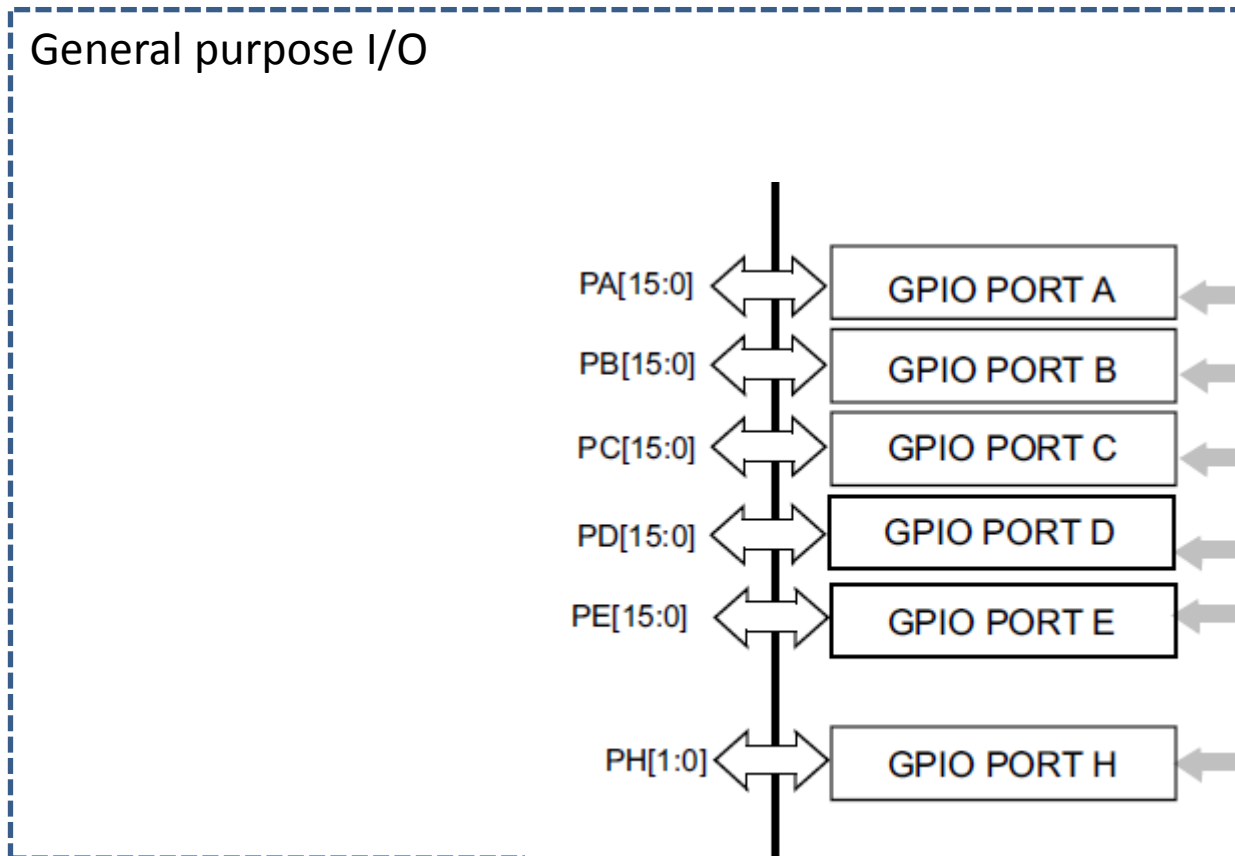 General purpose I/O
PA[15:0] GPIO PORT A
PB[15:0] GPIO PORT B
PC[15:0] GPIO PORT C
PD[15:0] GPIO PORT D
PE[15:0] GPIO PORT E
PH[1:0] GPIO PORT H